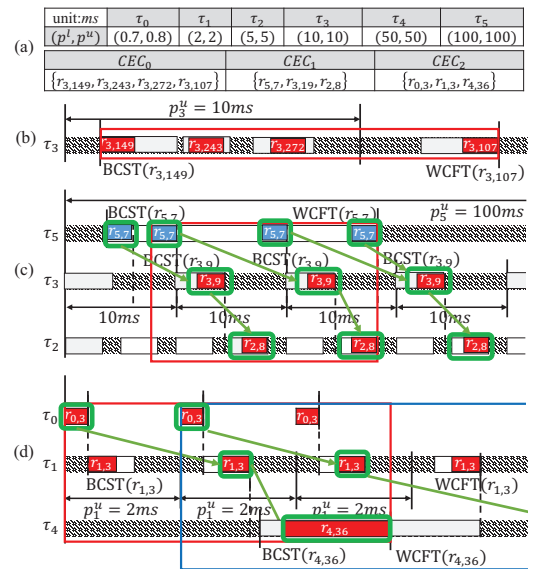 unit:ms τ₀ τ₁ τ₂ τ₃ τ₄ τ₅
(a) (pˡ, pᵘ) (0.7, 0.8) (2, 2) (5, 5) (10, 10) (50, 50) (100, 100)
CEC₀ CEC₁ CEC₂
{r₃,₁₄₉, r₃,₂₄₃, r₃,₂₇₂, r₃,₁₀₇} {r₅,₇, r₃,₁₉, r₂,₈} {r₀,₃, r₁,₃, r₄,₃₆}
p₃ᵘ = 10ms
(b) τ₃ r₃,₁₄₉ r₃,₂₄₃ r₃,₂₇₂ r₃,₁₀₇
BCST(r₃,₁₄₉) WCFT(r₃,₁₀₇)
BCST(r₅,₇) WCFT(r₅,₇) p₅ᵘ = 100ms
τ₅ r₅,₇ r₅,₇ r₅,₇ r₅,₇
(c) BCST(r₃,₉) BCST(r₃,₉) BCST(r₃,₉)
τ₃ r₃,₉ r₃,₉ r₃,₉
10ms 10ms 10ms 10ms
τ₂ r₂,₈ r₂,₈ r₂,₈
τ₀ r₀,₃ r₀,₃ r₀,₃
(d)
τ₁ r₁,₃ r₁,₃ r₁,₃
BCST(r₁,₃) WCFT(r₁,₃)
p₁ᵘ = 2ms p₁ᵘ = 2ms p₁ᵘ = 2ms
τ₄ r₄,₃₆
BCST(r₄,₃₆) WCFT(r₄,₃₆)